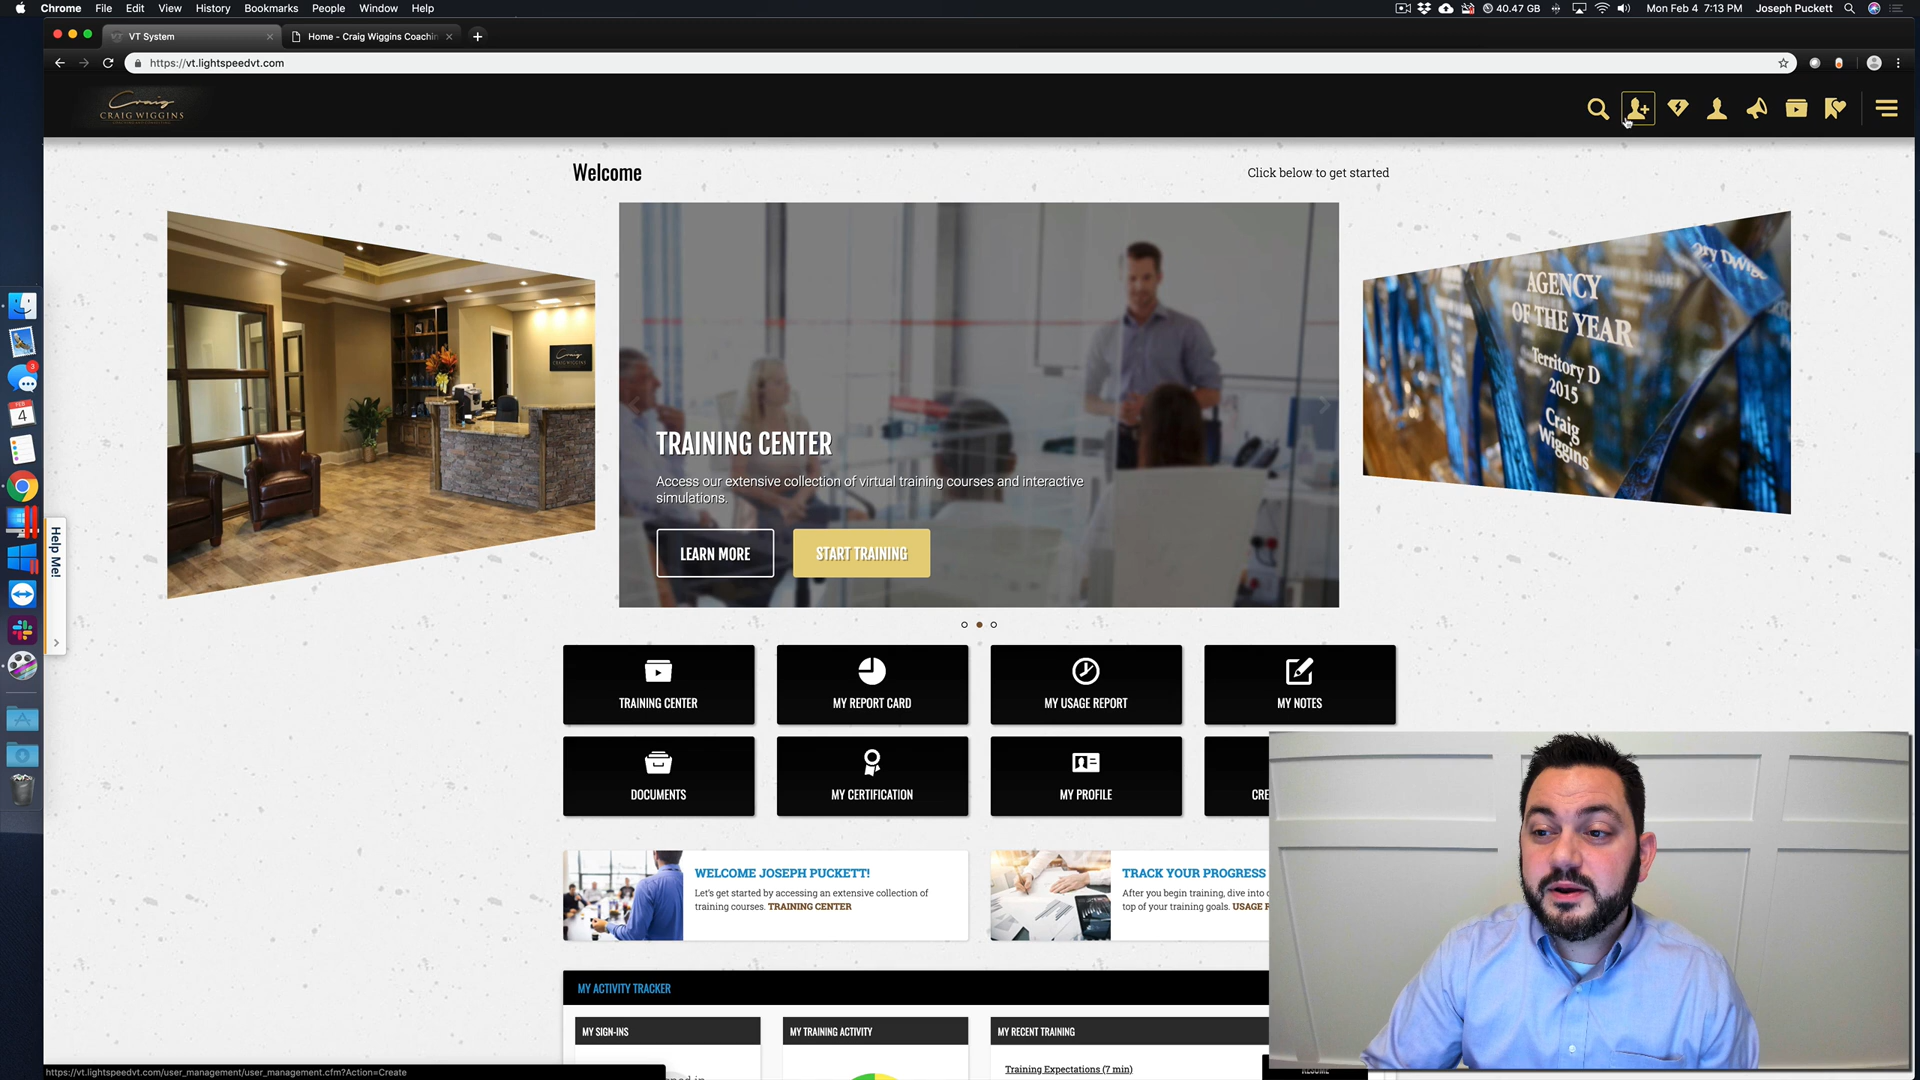 Chrome File Edit View History Bookmarks People Window Help
40.47 GB Mon Feb 4 7:13 PM Joseph Puckett
VT System
Home - Craig Wiggins Coachin
https://vt.lightspeedvt.com
Craig
CRAIG WIGGINS
Welcome
Click below to get started
AGENCY
OF THE YEAR
Territory D
2015
Craig
Wiggins
TRAINING CENTER
Access our extensive collection of virtual training courses and interactive
simulations.
LEARN MORE
START TRAINING
3
FEB
4
Help Me!
TRAINING CENTER
MY REPORT CARD
MY USAGE REPORT
MY NOTES
DOCUMENTS
MY CERTIFICATION
MY PROFILE
CRE
WELCOME JOSEPH PUCKETT!
Let's get started by accessing an extensive collection of
training courses. TRAINING CENTER
TRACK YOUR PROGRESS
After you begin training, dive into
top of your training goals. USAGE
MY ACTIVITY TRACKER
MY SIGN-INS
MY TRAINING ACTIVITY
MY RECENT TRAINING
Training Expectations (7 min)
https://vt.lightspeedvt.com/user_management/user_management.cfm?Action=Create